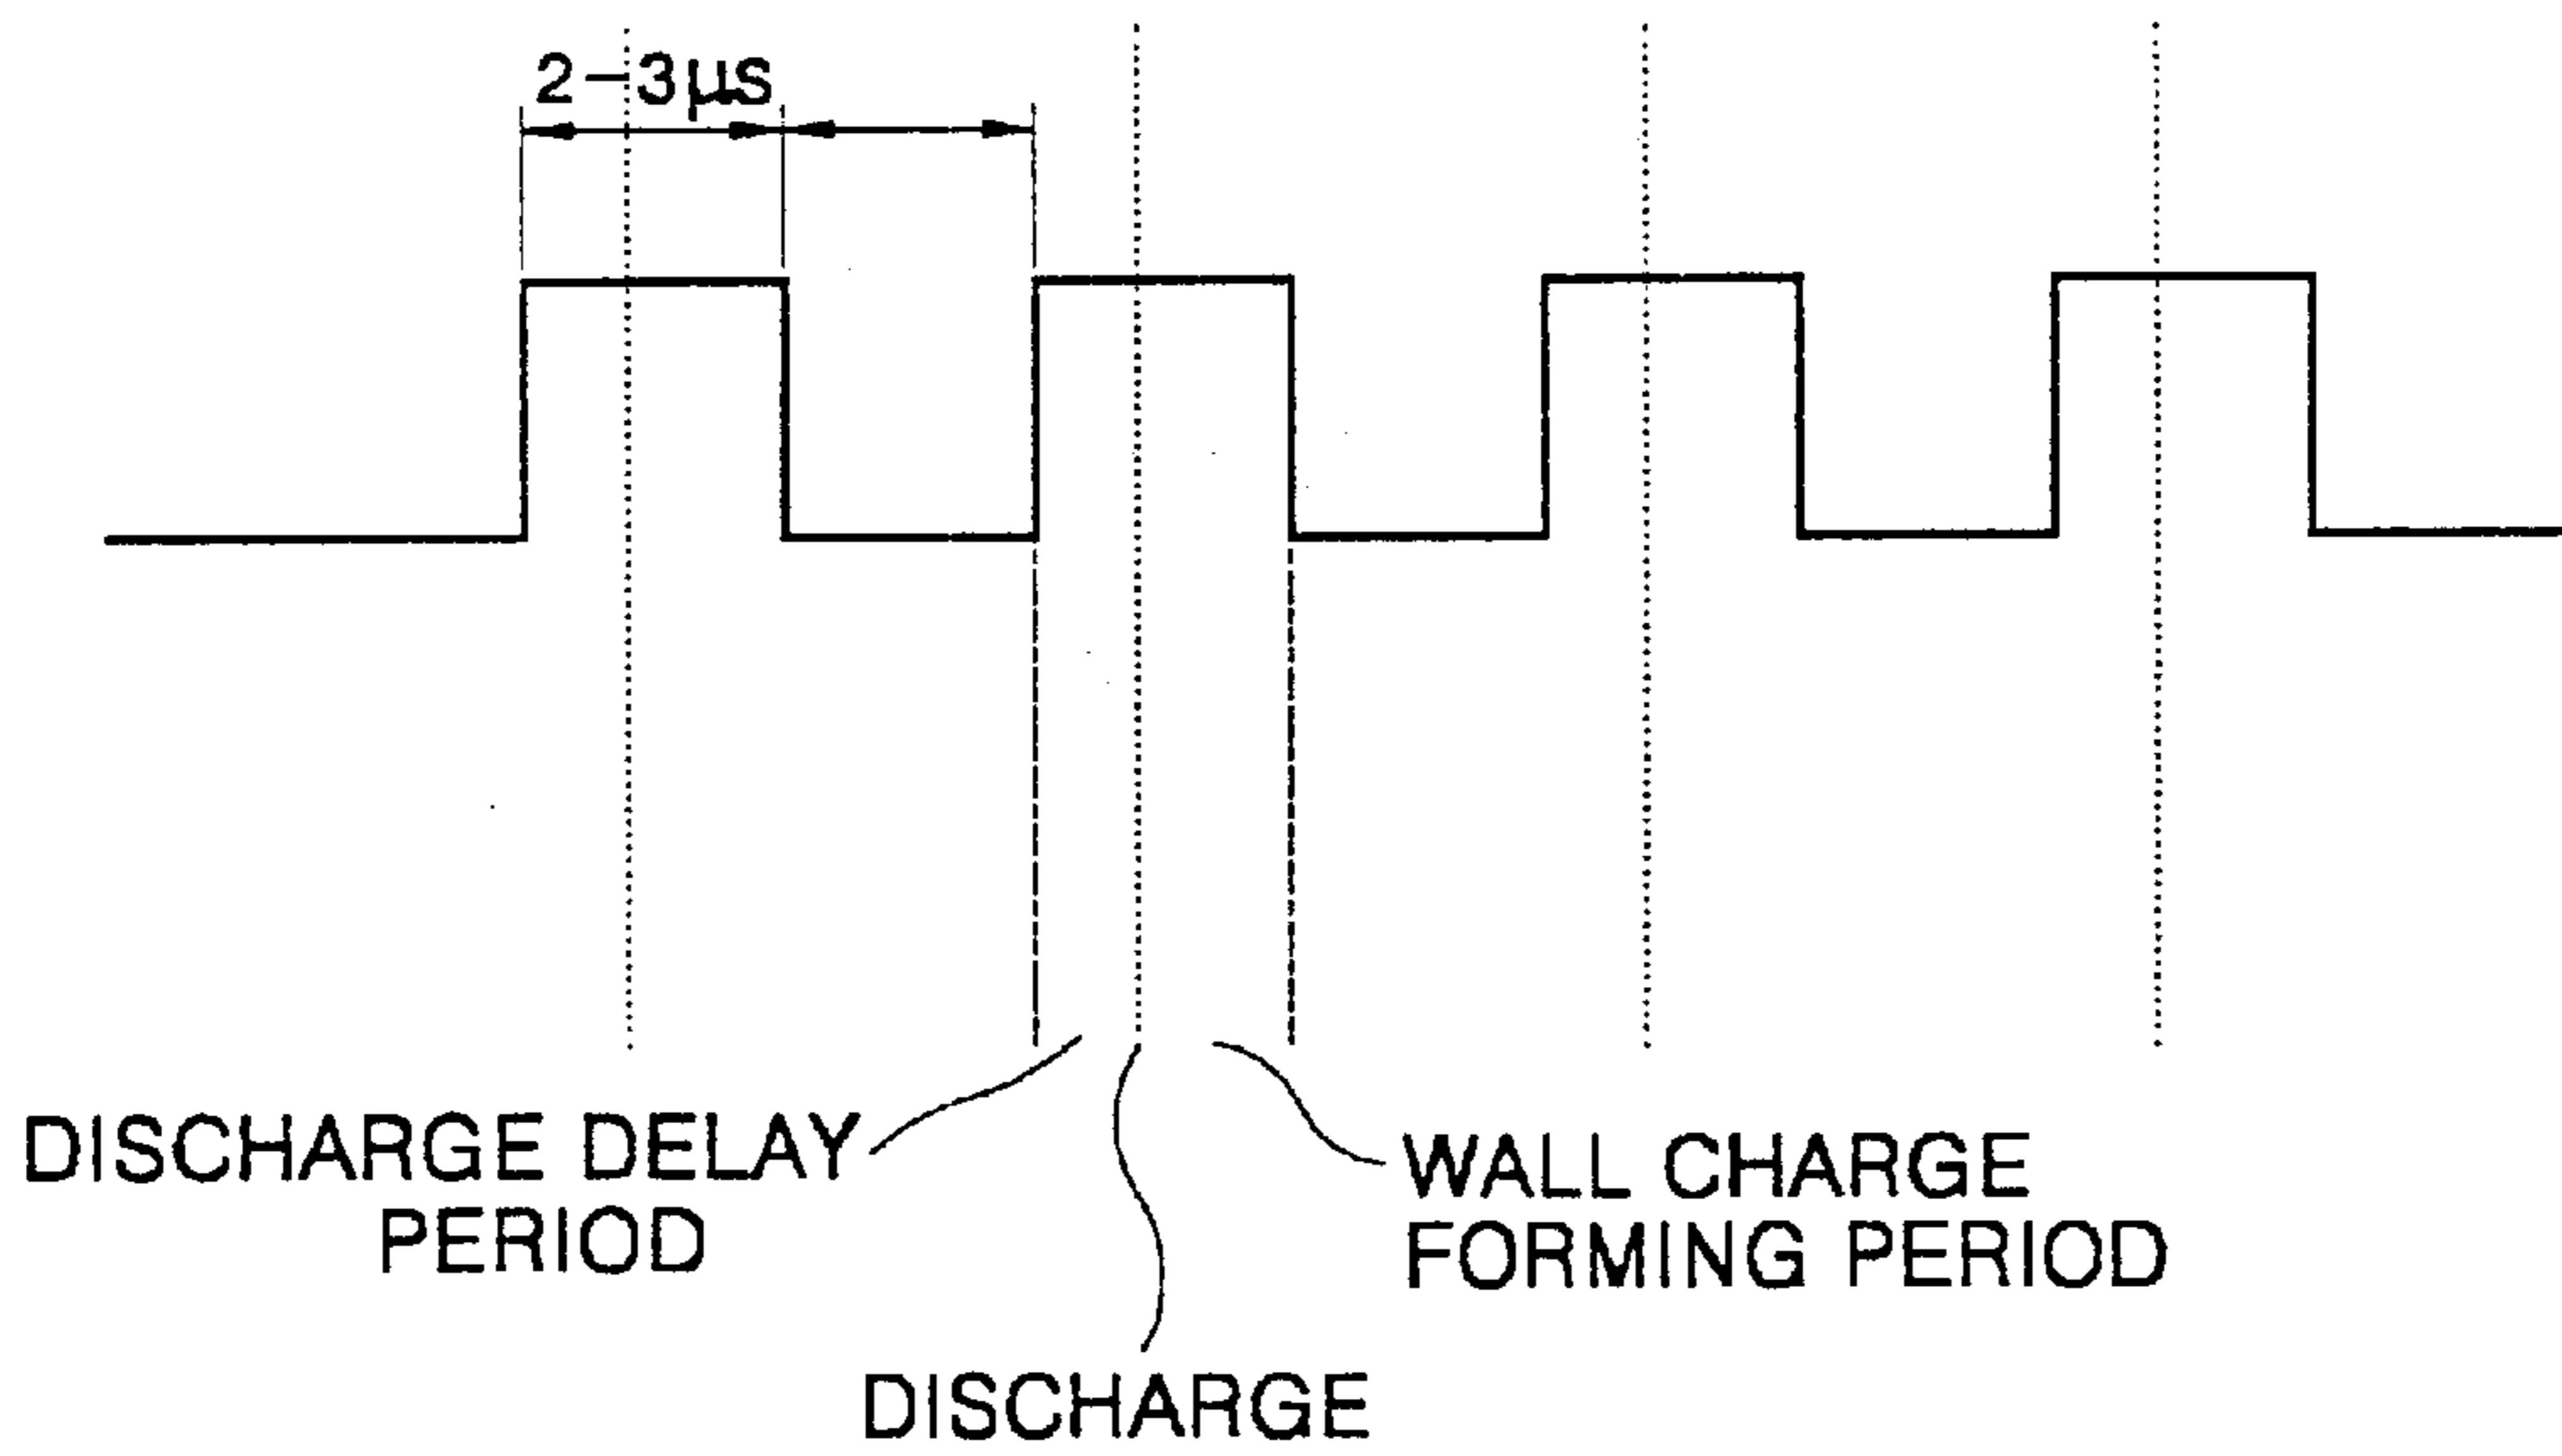 2-3μs
DISCHARGE DELAY
PERIOD
WALL CHARGE
FORMING PERIOD
DISCHARGE